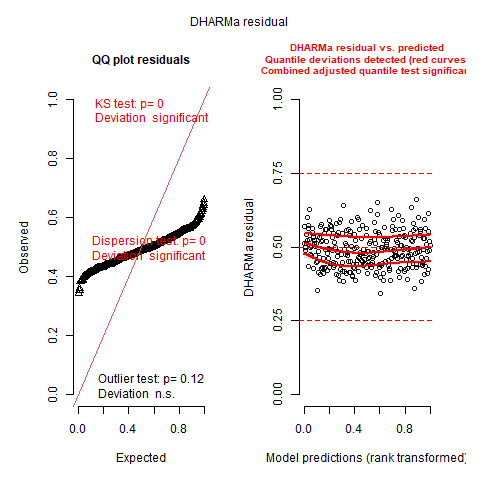 DHARMa residual
QQ plot residuals
KS test: p= 0
Deviation significant
Dispersion test: p= 0
Deviation significant
Outlier test: p= 0.12
Deviation n.s.
Observed
0.0
0.2
0.4
0.6
0.8
1.0
0.0
0.4
0.8
Expected
DHARMa residual vs. predicted
Quantile deviations detected (red curves
Combined adjusted quantile test significan
DHARMa residual
0.00
0.25
0.50
0.75
1.00
0.0
0.4
0.8
Model predictions (rank transformed)